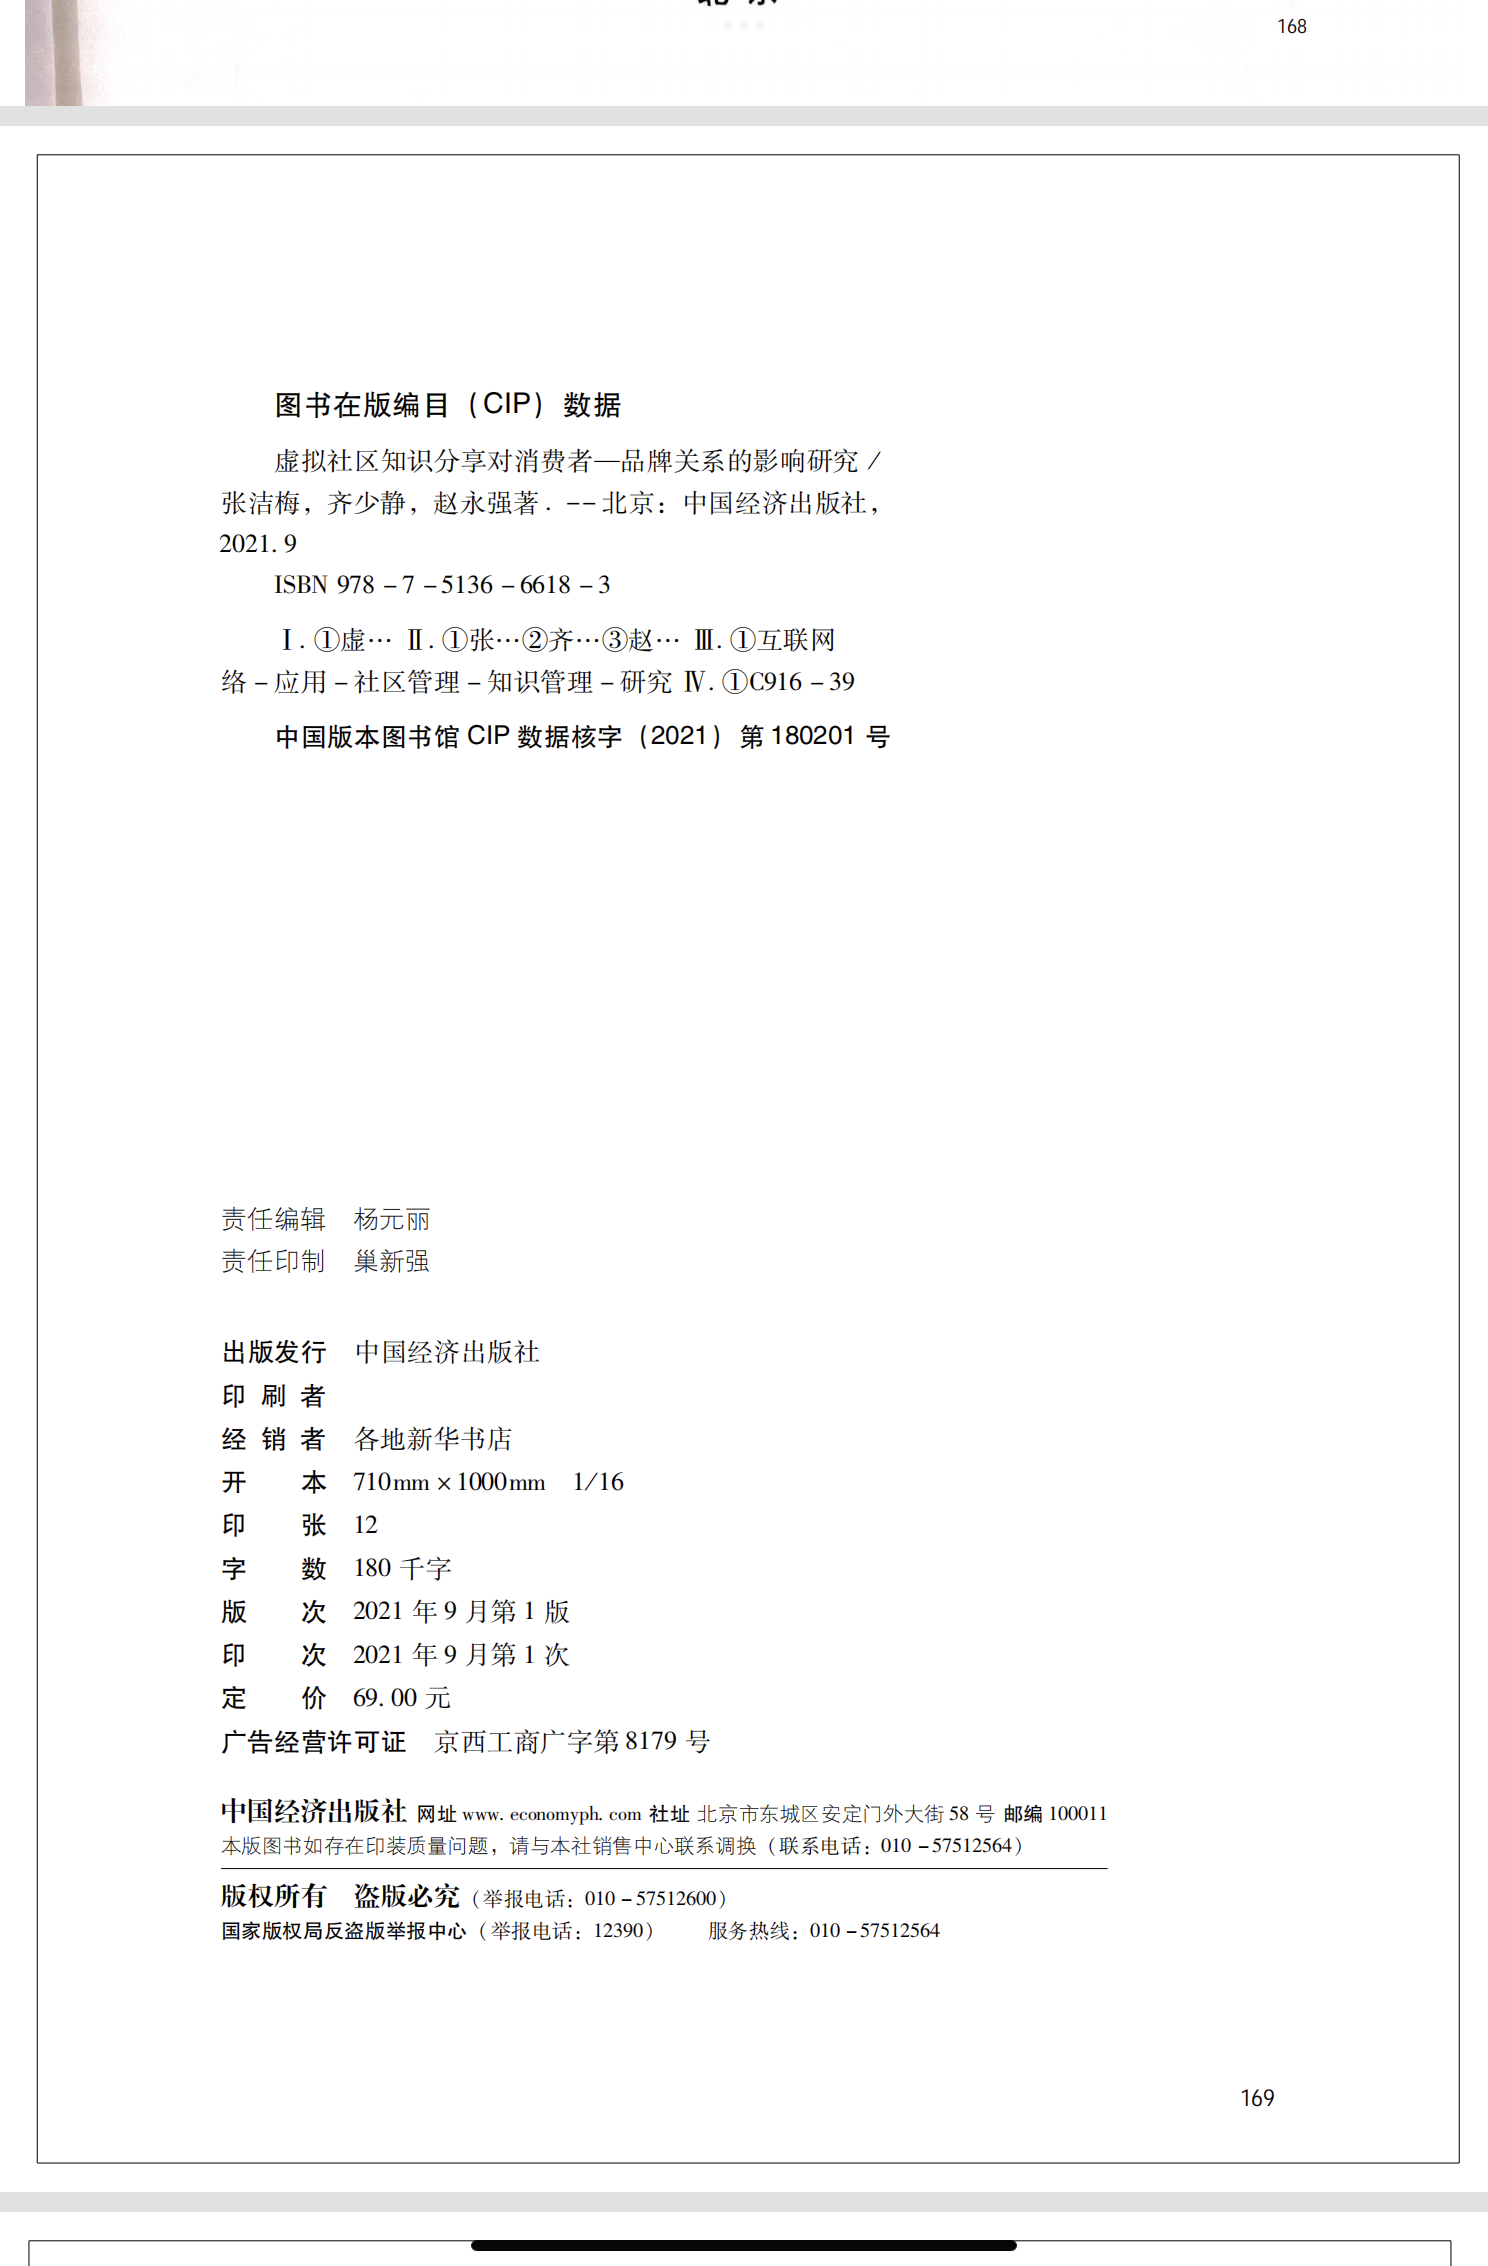 168
图书在版编目（CIP）数据
虚拟社区知识分享对消费者—品牌关系的影响研究 /
张洁梅，齐少静，赵永强著. -- 北京：中国经济出版社，
2021. 9
ISBN 978 - 7 - 5136 - 6618 - 3
Ⅰ. ①虚… Ⅱ. ①张…②齐…③赵… Ⅲ. ①互联网
络 - 应用 - 社区管理 - 知识管理 - 研究 Ⅳ. ①C916 - 39
中国版本图书馆 CIP 数据核字（2021）第 180201 号
责任编辑 杨元丽
责任印制 巢新强
出版发行 中国经济出版社
印刷者
经销者 各地新华书店
开本 710mm × 1000mm 1/16
印张 12
字数 180 千字
版次 2021 年 9 月第 1 版
印次 2021 年 9 月第 1 次
定价 69. 00 元
广告经营许可证 京西工商广字第 8179 号
中国经济出版社 网址 www. economyph. com 社址 北京市东城区安定门外大街 58 号 邮编 100011
本版图书如存在印装质量问题，请与本社销售中心联系调换（联系电话：010 - 57512564）
版权所有 盗版必究（举报电话：010 - 57512600）
国家版权局反盗版举报中心（举报电话：12390） 服务热线：010 - 57512564
169